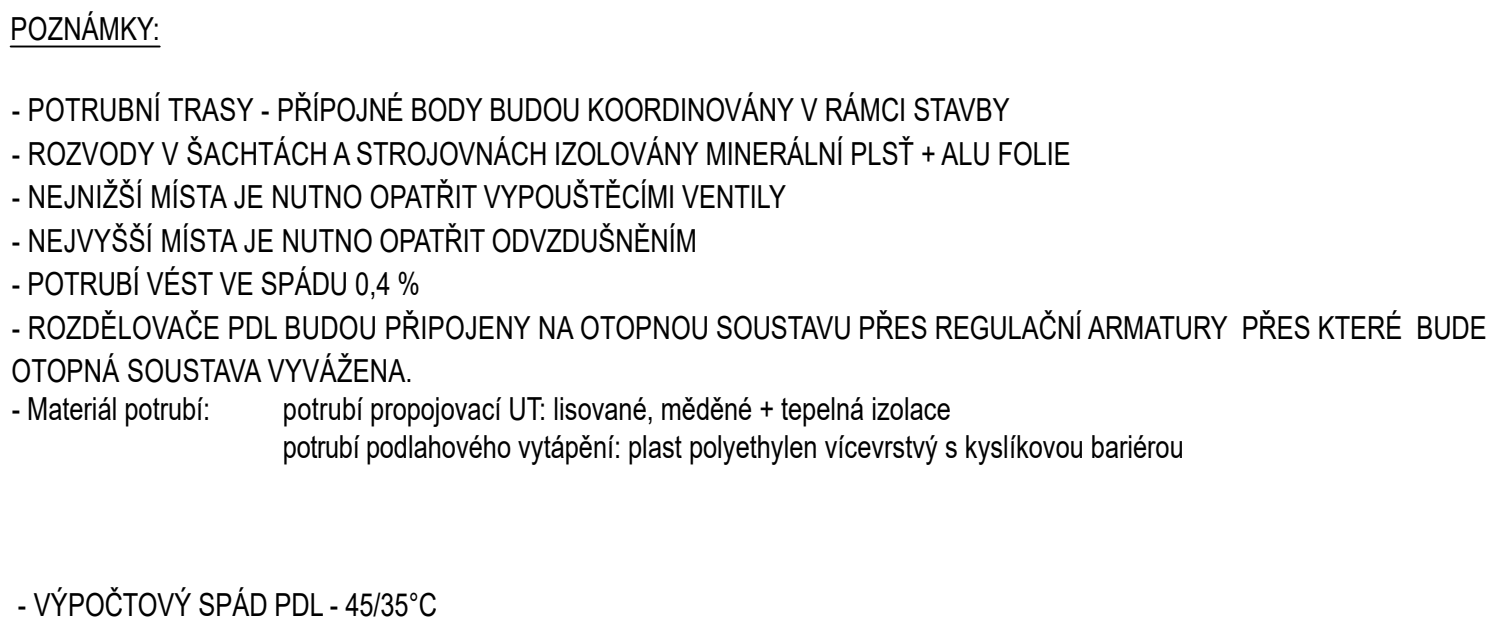 POZNÁMKY:
- POTRUBNÍ TRASY - PŘÍPOJNÉ BODY BUDOU KOORDINOVÁNY V RÁMCI STAVBY
- ROZVODY V ŠACHTÁCH A STROJOVNÁCH IZOLOVÁNY MINERÁLNÍ PLSŤ + ALU FOLIE
- NEJNIŽŠÍ MÍSTA JE NUTNO OPATŘIT VYPOUŠTĚCÍMI VENTILY
- NEJVYŠŠÍ MÍSTA JE NUTNO OPATŘIT ODVZDUŠNĚNÍM
- POTRUBÍ VÉST VE SPÁDU 0,4 %
- ROZDĚLOVAČE PDL BUDOU PŘIPOJENY NA OTOPNOU SOUSTAVU PŘES REGULAČNÍ ARMATURY PŘES KTERÉ BUDE
OTOPNÁ SOUSTAVA VYVÁŽENA.
- Materiál potrubí: potrubí propojovací UT: lisované, měděné + tepelná izolace
potrubí podlahového vytápění: plast polyethylen vícevrstvý s kyslíkovou bariérou
- VÝPOČTOVÝ SPÁD PDL - 45/35°C